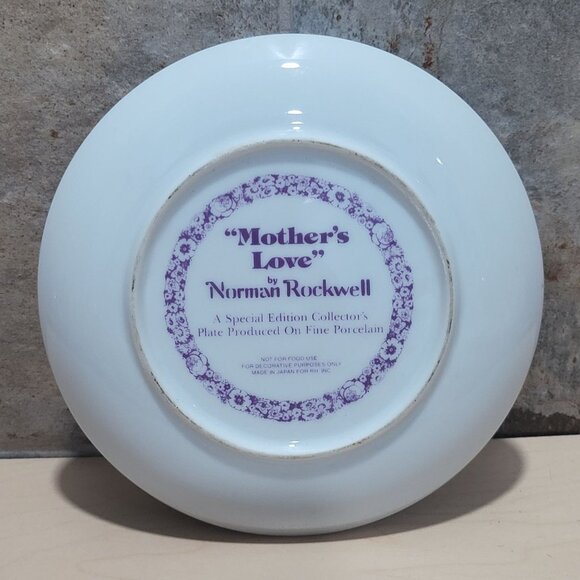 "Mother's
Love"
by
Norman Rockwell
A Special Edition Collector's
Plate Produced On Fine Porcelain
NOT FOR FOOD USE
FOR DECORATIVE PURPOSES ONLY
MADE IN JAPAN FOR RII, INC.